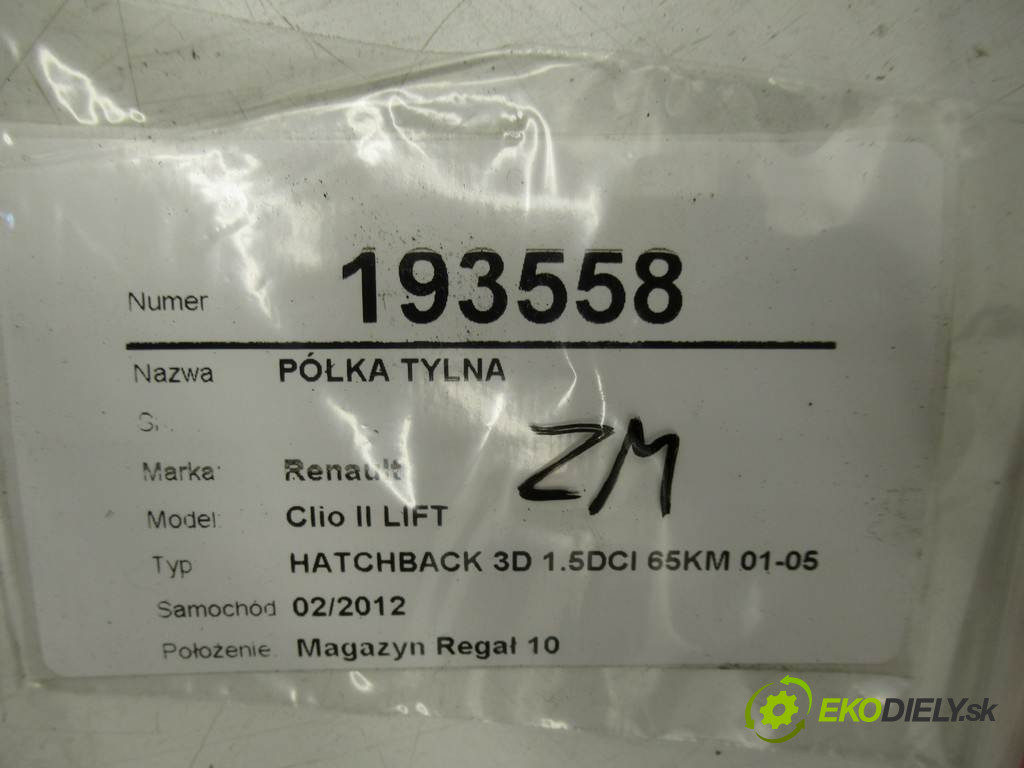 Numer 193558
Nazwa PÓŁKA TYLNA
Marka: Renault
ZM
Model: Clio II LIFT
Typ HATCHBACK 3D 1.5DCI 65KM 01-05
Samochód 02/2012
Położenie: Magazyn Regał 10
EKODIELY.sk